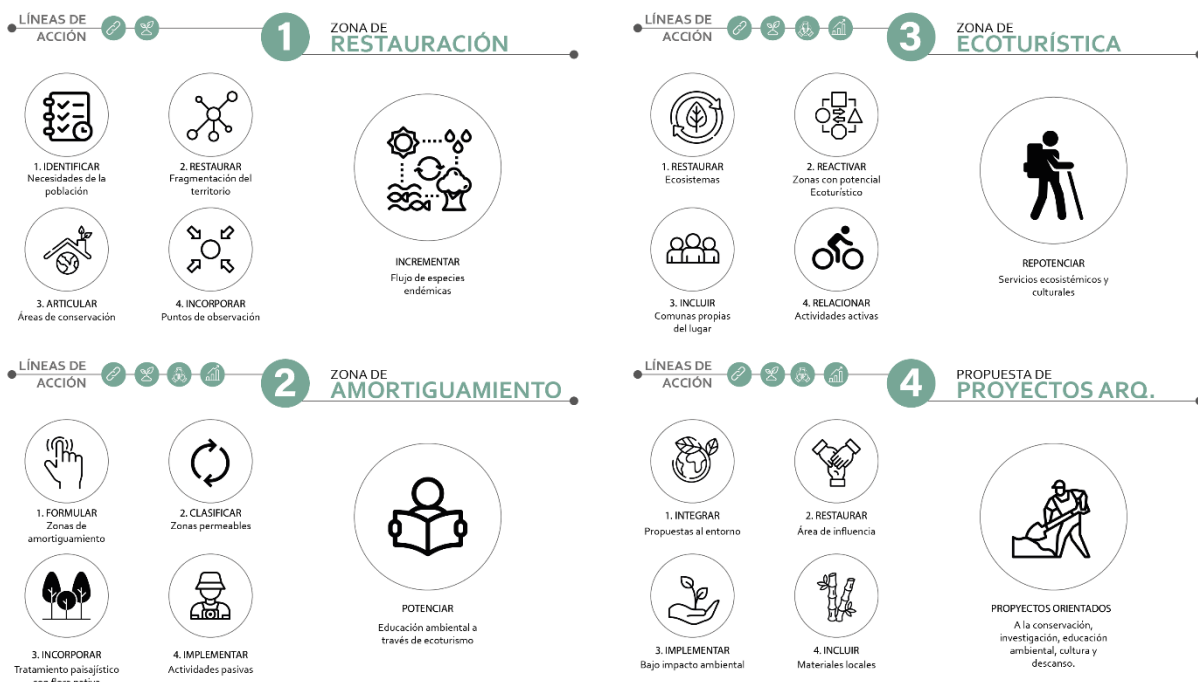 LÍNEAS DE
ACCIÓN
1
ZONA DE
RESTAURACIÓN
1. IDENTIFICAR
Necesidades de la
población
2. RESTAURAR
Fragmentación del
territorio
3. ARTICULAR
Áreas de conservación
4. INCORPORAR
Puntos de observación
INCREMENTAR
Flujo de especies
endémicas
LÍNEAS DE
ACCIÓN
3
ZONA DE
ECOTURÍSTICA
1. RESTAURAR
Ecosistemas
2. REACTIVAR
Zonas con potencial
Ecoturístico
3. INCLUIR
Comunas propias
del lugar
4. RELACIONAR
Actividades activas
REPOTENCIAR
Servicios ecosistémicos y
culturales
LÍNEAS DE
ACCIÓN
2
ZONA DE
AMORTIGUAMIENTO
1. FORMULAR
Zonas de
amortiguamiento
2. CLASIFICAR
Zonas permeables
3. INCORPORAR
Tratamiento paisajístico
con flora nativa
4. IMPLEMENTAR
Actividades pasivas
POTENCIAR
Educación ambiental a
través de ecoturismo
LÍNEAS DE
ACCIÓN
4
PROPUESTA DE
PROYECTOS ARQ.
1. INTEGRAR
Propuestas al entorno
2. RESTAURAR
Área de influencia
3. IMPLEMENTAR
Bajo impacto ambiental
4. INCLUIR
Materiales locales
PROPYECTOS ORIENTADOS
A la conservación,
investigación, educación
ambiental, cultura y
descanso.